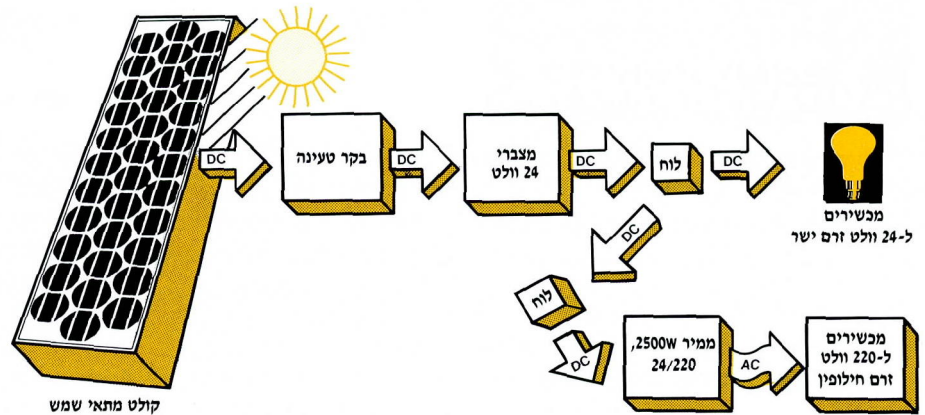 DC
בקר טעינה
DC
מצברי
24 וולט
DC
לוח
DC
מכשירים
ל-24 וולט זרם ישר
DC
לוח
DC
ממיר 2500W,
24/220
AC
מכשירים
ל-220 וולט
זרם חילופין
קולט מתאי שמש